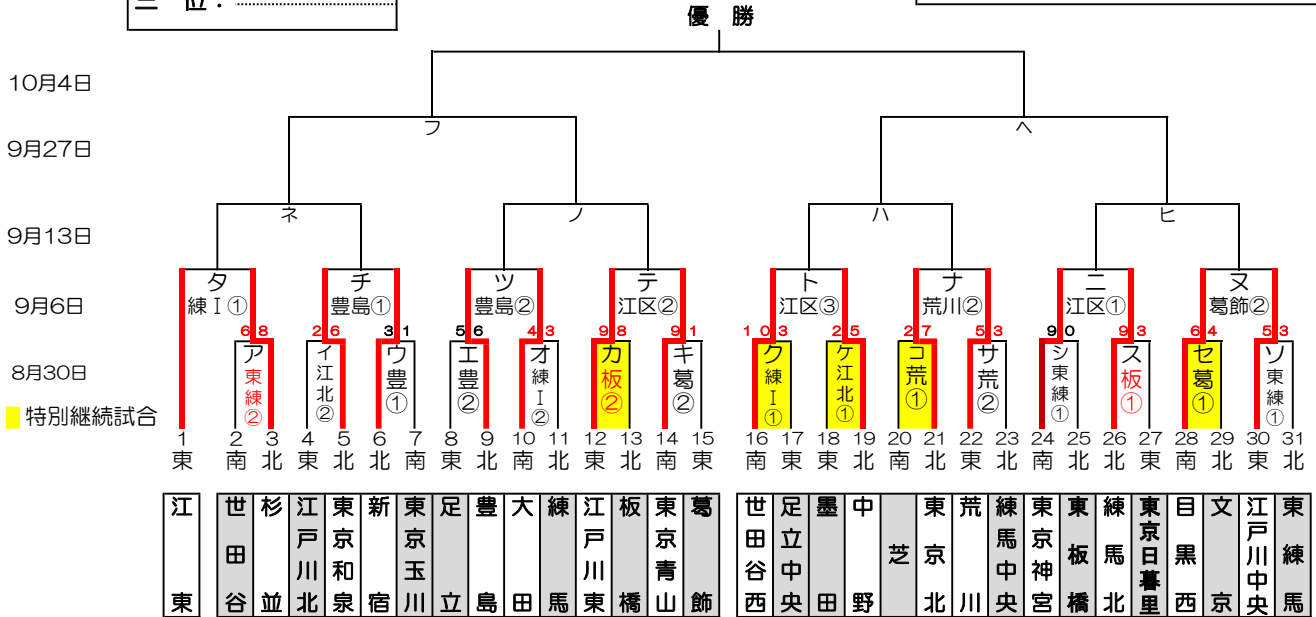 位：
優 勝
10月4日
フ
ヘ
9月27日
ネ
ノ
ハ
ヒ
9月13日
タ
チ
ツ
テ
ト
ナ
ニ
ヌ
9月6日
練Ⅰ①
豊島①
豊島②
江区②
江区③
荒川②
江区①
葛飾②
6 8
2 6
3 1
5 6
4 3
9 8
9 1
10 3
2 5
2 7
5 3
9 0
9 3
6 4
5 3
8月30日
ア東練②
イ江北②
ウ豊①
エ豊②
オ練Ⅰ②
カ板②
キ葛②
ク練Ⅰ①
ケ江北①
コ荒①
サ荒②
シ東練①
ス板①
セ葛①
ソ東練①
特別継続試合
1 2 3 4 5 6 7 8 9 10 11 12 13 14 15 16 17 18 19 20 21 22 23 24 25 26 27 28 29 30 31
東 南 北 東 北 北 南 東 北 南 北 東 北 南 東 南 東 東 北 南 北 東 北 南 北 北 南 南 北 東 北
江東
世田谷
杉並
江戸川北
東京和泉
新宿
東京玉川
足立
豊島
大田
練馬
江戸川東
板橋
東京青山
葛飾
世田谷西
足立中央
墨田
中野
芝
東京北
荒川
練馬中央
東京神宮
東板橋
練馬北
東京日暮里
目黒西
文京
江戸川中央
東練馬